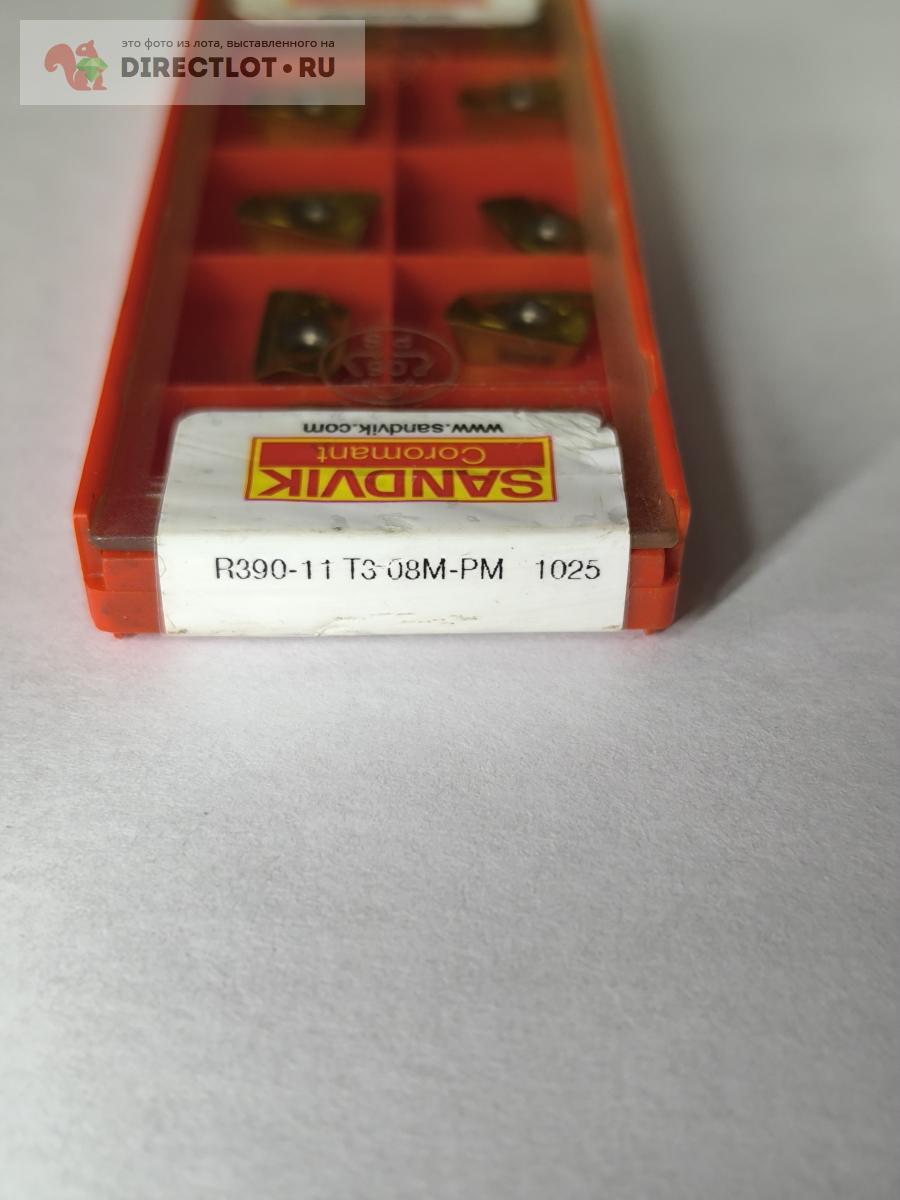 это фото из лота, выставленного на
DIRECTLOT•RU
PS
www.sandvik.com
Coromant
SANDVIK
R390-11 T3 08M-PM 1025